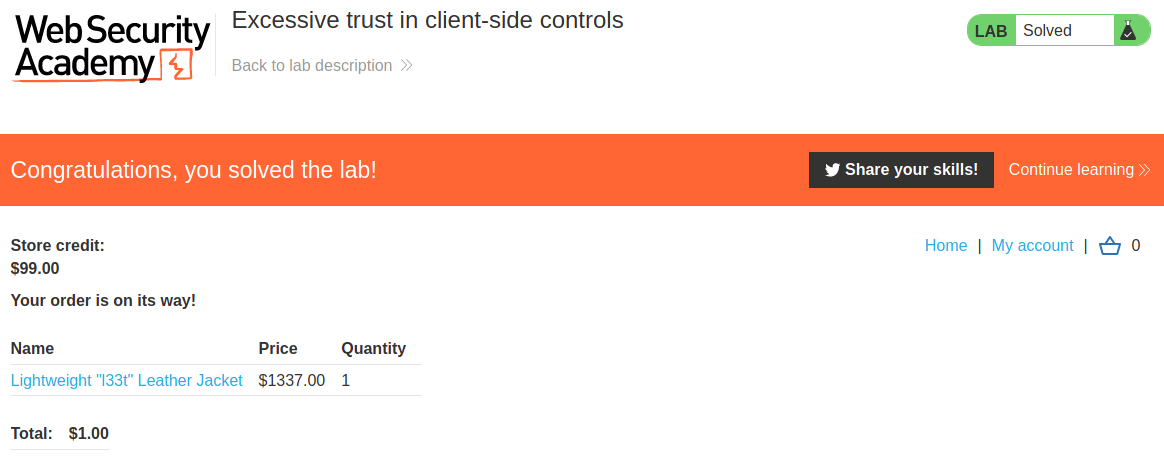 Web Security
Academy
Excessive trust in client-side controls
Back to lab description
LAB Solved
Congratulations, you solved the lab!
Share your skills!
Continue learning
Store credit:
$99.00
Home | My account | 0
Your order is on its way!
Name Price Quantity
Lightweight "l33t" Leather Jacket $1337.00 1
Total: $1.00